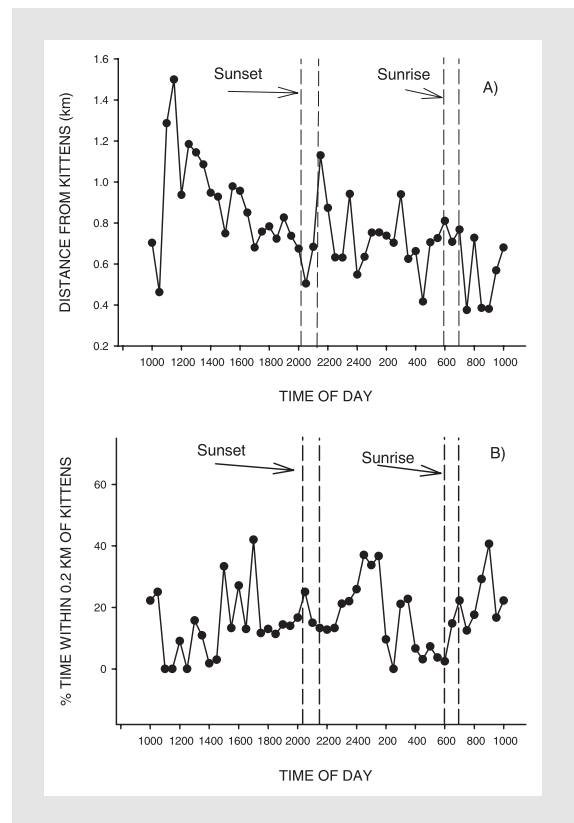 1.6
Sunset
Sunrise
A)
1.4
1.2
1.0
0.8
0.6
0.4
0.2
DISTANCE FROM KITTENS (km)
1000 1200 1400 1600 1800 2000 2200 2400 200 400 600 800 1000
TIME OF DAY
Sunset
Sunrise
B)
60
40
20
0
% TIME WITHIN 0.2 KM OF KITTENS
1000 1200 1400 1600 1800 2000 2200 2400 200 400 600 800 1000
TIME OF DAY